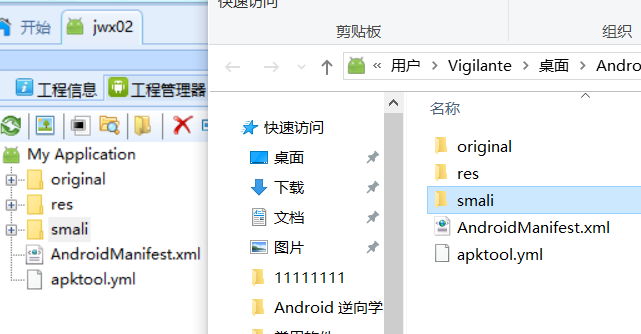 开始
jwx02
工程信息
工程管理器
My Application
original
res
smali
AndroidManifest.xml
apktool.yml
快速访问
剪贴板
组织
« 用户 > Vigilante > 桌面 >
名称
快速访问
桌面
下载
文档
图片
11111111
Android 逆向学
original
res
smali
AndroidManifest.xml
apktool.yml